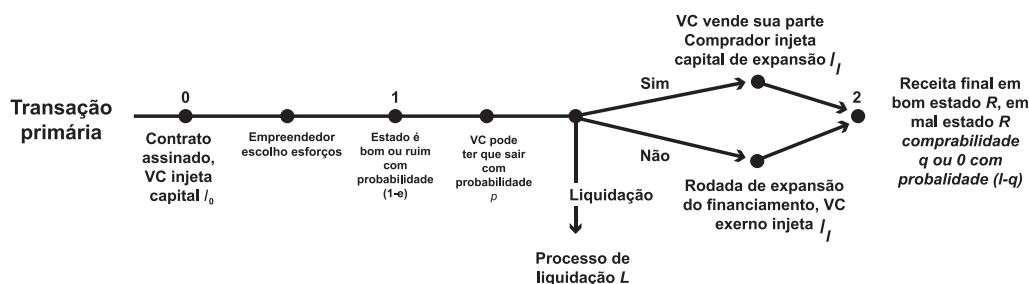 Transação
primária
0
Contrato
assinado,
VC injeta
capital I₀
Empreendedor
escolho esforços
1
Estado é
bom ou ruim
com
probabilidade
(1-e)
VC pode
ter que sair
com
probabilidade
p
Liquidação
Processo de
liquidação L
Sim
Não
VC vende sua parte
Comprador injeta
capital de expansão I_I
Rodada de expansão
do financiamento, VC
exerno injeta I_I
2
Receita final em
bom estado R, em
mal estado R
comprabilidade
q ou 0 com
probalidade (I-q)